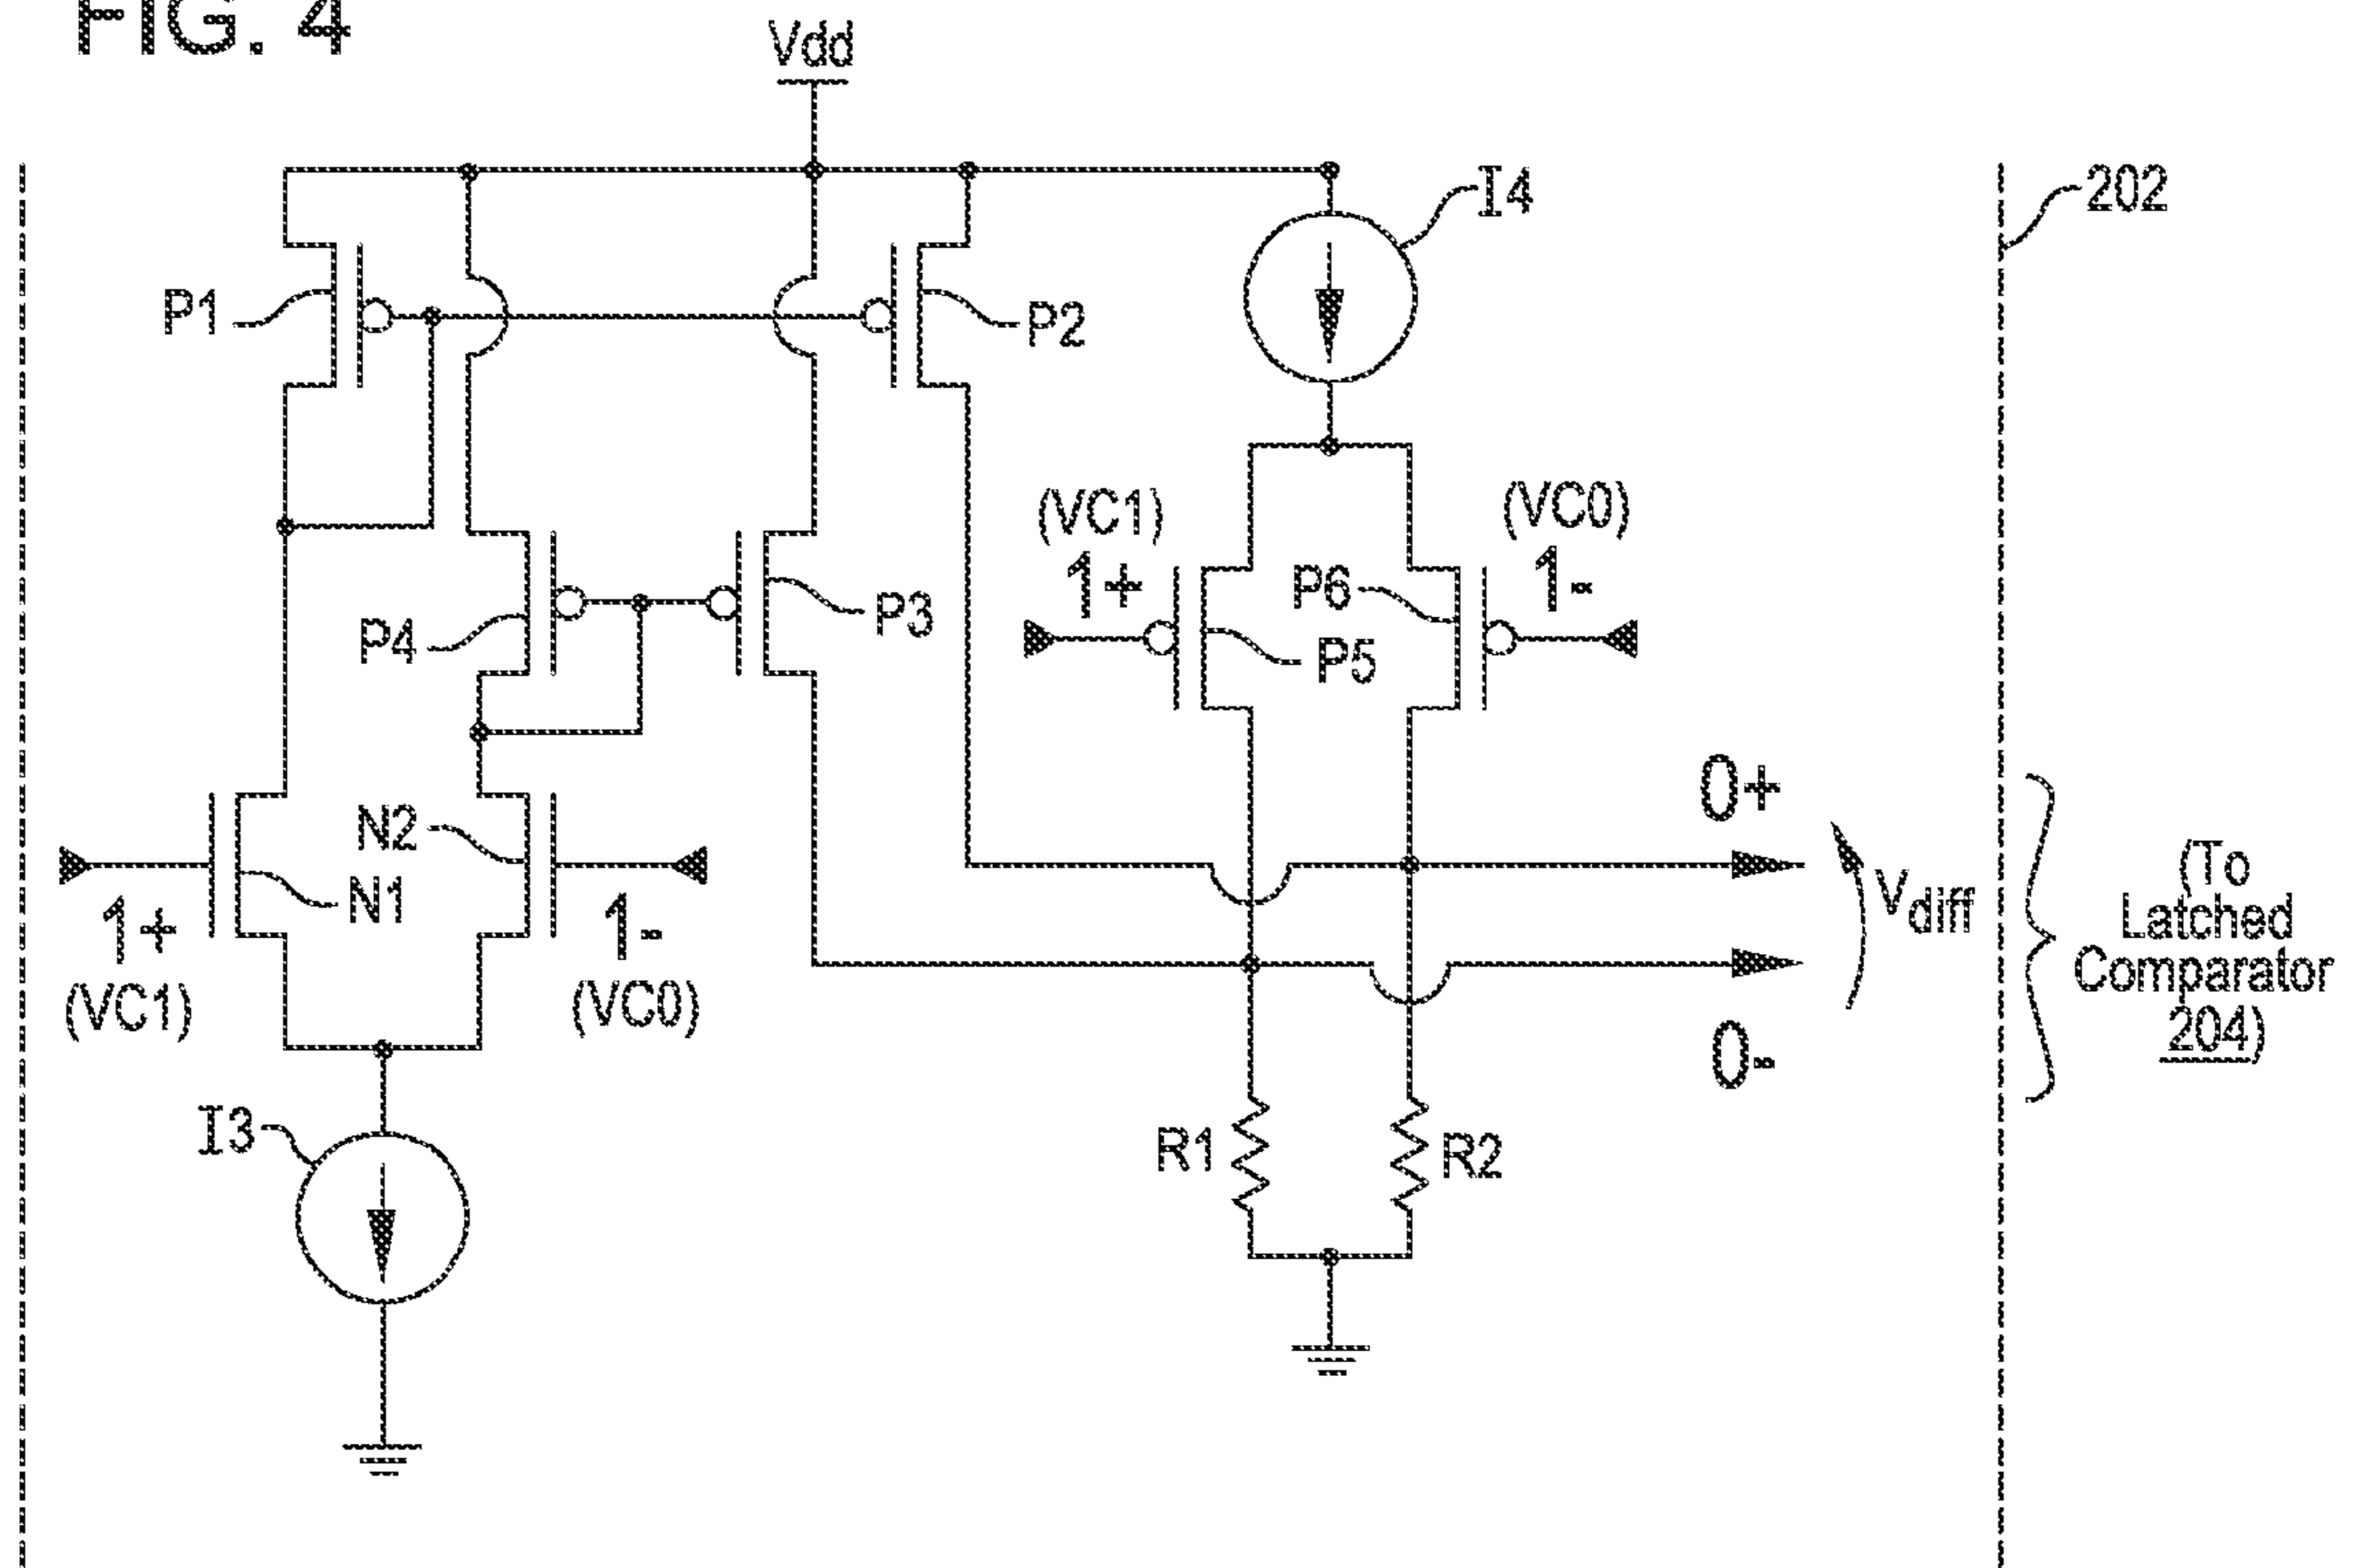 FIG. 4
Vdd
I4
202
P1
P2
(VC1)
1+
(VC0)
1-
P6
P5
P4
P3
N2
N1
1+
(VC1)
1-
(VC0)
0+
Vdiff
0-
(To
Latched
Comparator
204)
I3
R1
R2